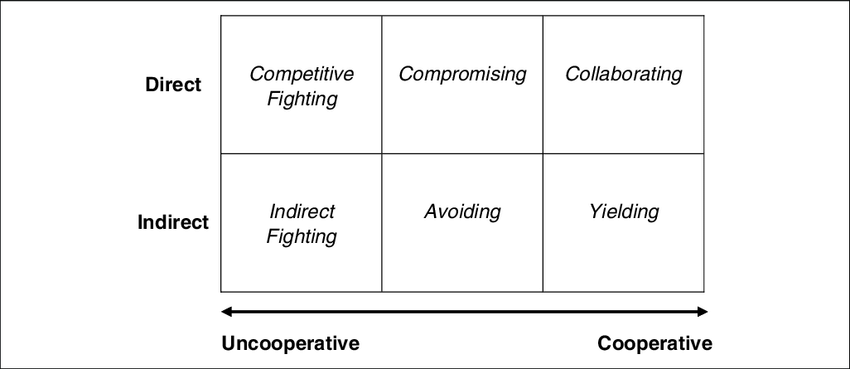 Direct
Competitive
Fighting
Compromising
Collaborating
Indirect
Indirect
Fighting
Avoiding
Yielding
Uncooperative
Cooperative